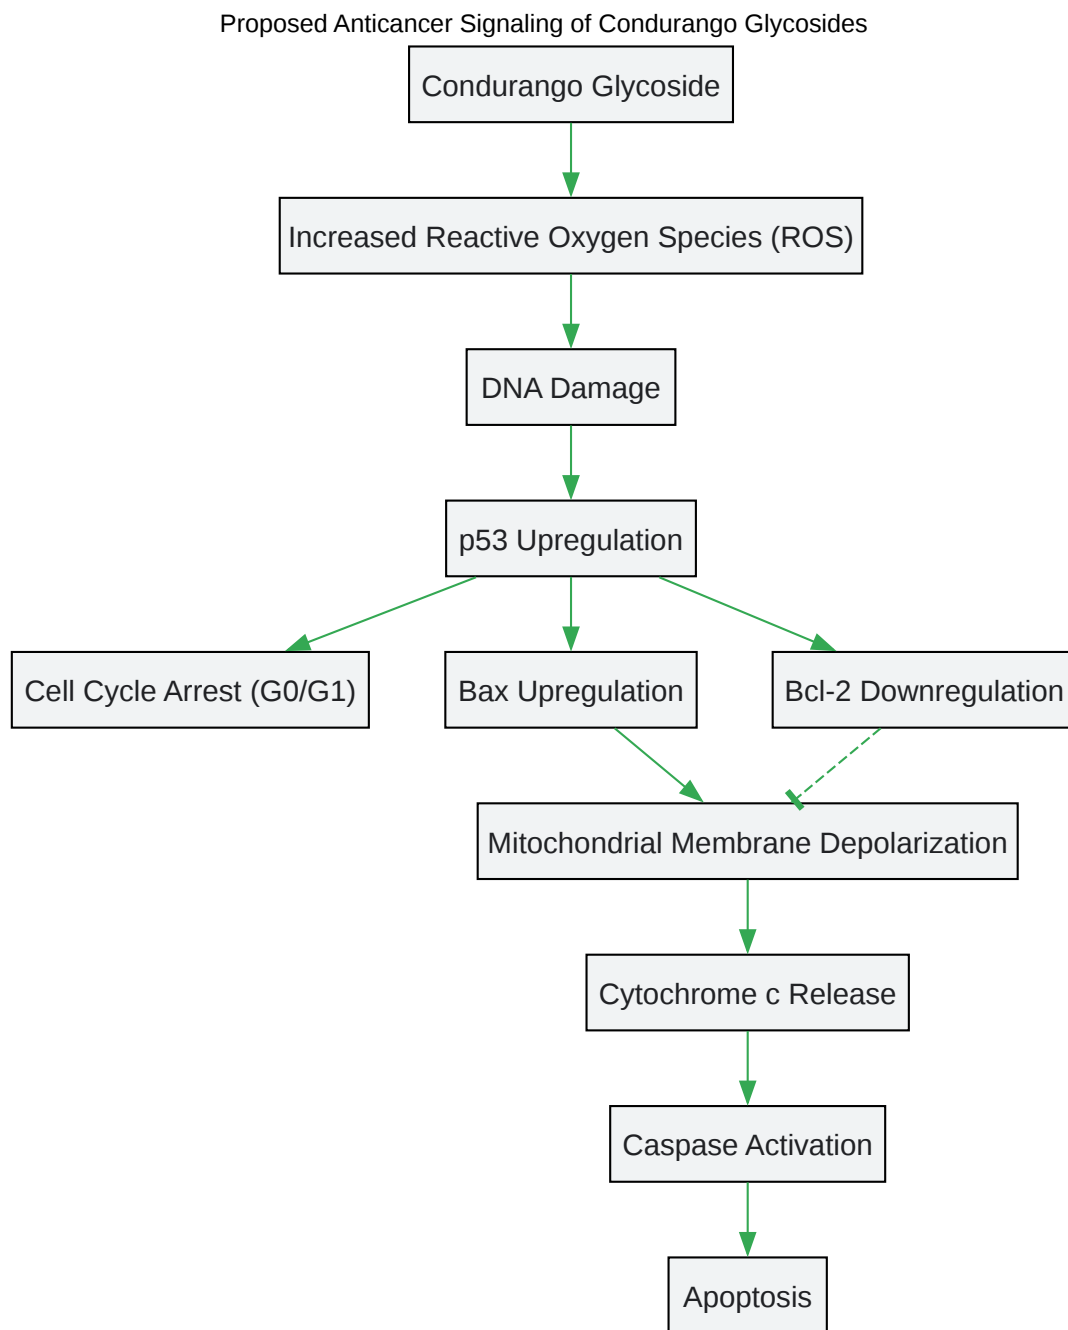 Proposed Anticancer Signaling of Condurango Glycosides
Condurango Glycoside
Increased Reactive Oxygen Species (ROS)
DNA Damage
p53 Upregulation
Cell Cycle Arrest (G0/G1)
Bax Upregulation
Bcl-2 Downregulation
Mitochondrial Membrane Depolarization
Cytochrome c Release
Caspase Activation
Apoptosis